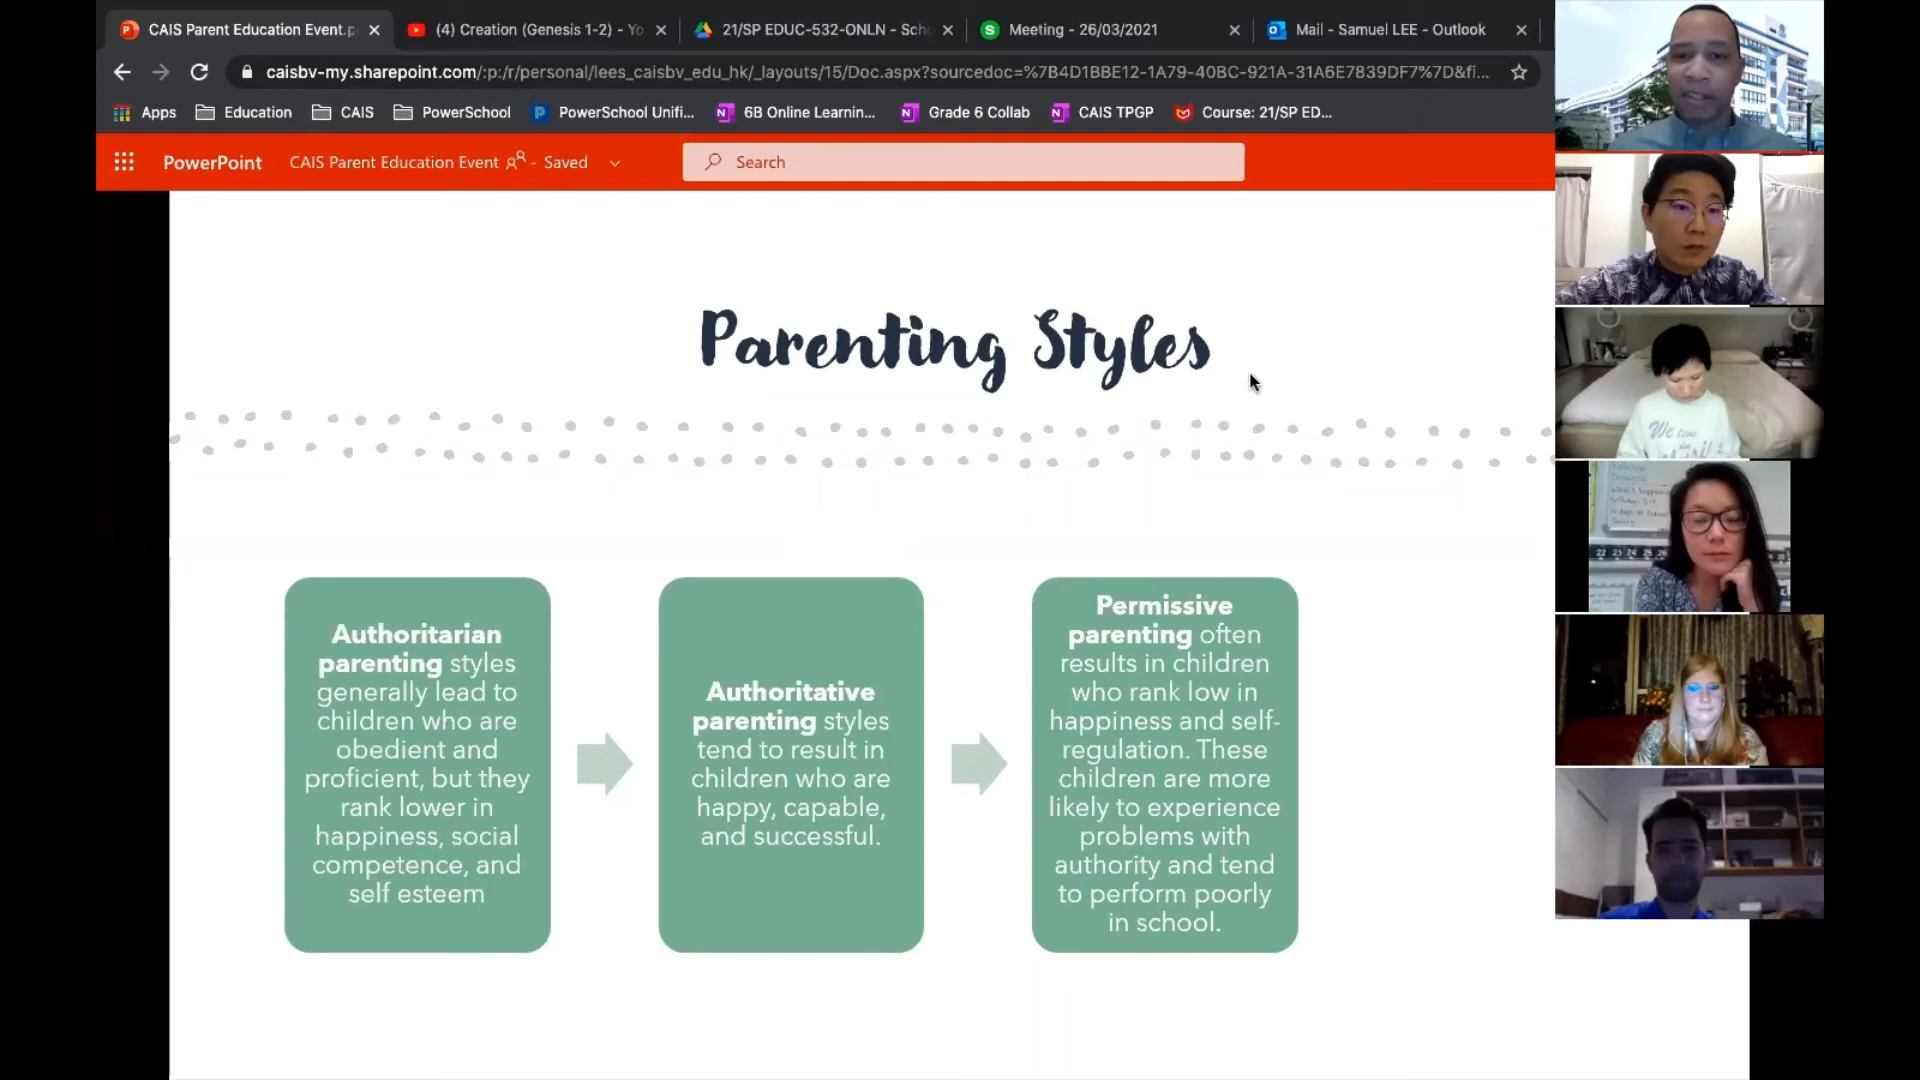 CAIS Parent Education Event.p
(4) Creation (Genesis 1-2) - Yo
21/SP EDUC-532-ONLN - Sch
Meeting - 26/03/2021
Mail - Samuel LEE - Outlook
caisbv-my.sharepoint.com/:p:/r/personal/lees_caisbv_edu_hk/_layouts/15/Doc.aspx?sourcedoc=%7B4D1BBE12-1A79-40BC-921A-31A6E7839DF7%7D&fi...
Apps
Education
CAIS
PowerSchool
PowerSchool Unifi...
6B Online Learnin...
Grade 6 Collab
CAIS TPGP
Course: 21/SP ED...
PowerPoint
CAIS Parent Education Event - Saved
Search
Parenting Styles
Authoritarian
parenting styles
generally lead to
children who are
obedient and
proficient, but they
rank lower in
happiness, social
competence, and
self esteem
Authoritative
parenting styles
tend to result in
children who are
happy, capable,
and successful.
Permissive
parenting often
results in children
who rank low in
happiness and self-
regulation. These
children are more
likely to experience
problems with
authority and tend
to perform poorly
in school.
We
22 23 24 25 26